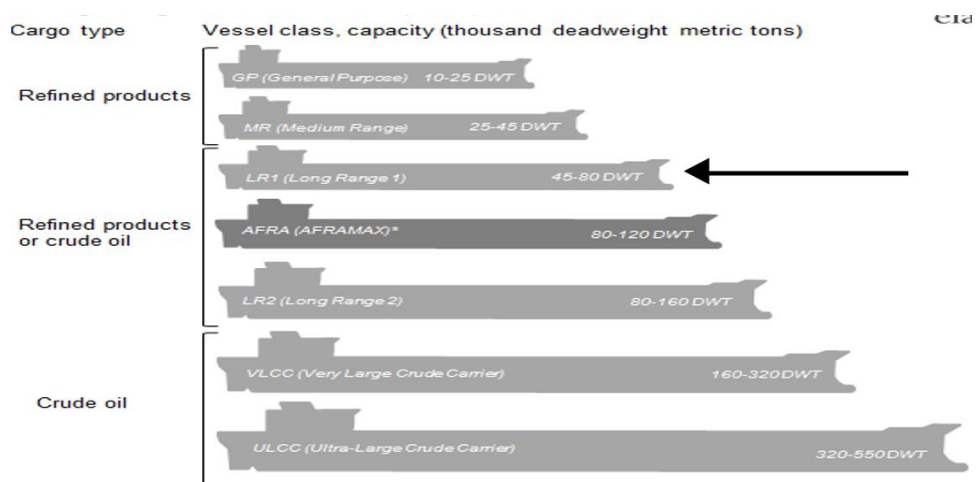 Cargo type Vessel class, capacity (thousand deadweight metric tons)
Refined products
GP (General Purpose) 10-25 DWT
MR (Medium Range) 25-45 DWT
Refined products
or crude oil
LR1 (Long Range 1) 45-80 DWT
AFRA (AFRAMAX)* 80-120 DWT
LR2 (Long Range 2) 80-160 DWT
Crude oil
VLCC (Very Large Crude Carrier) 160-320 DWT
ULCC (Ultra-Large Crude Carrier) 320-550 DWT